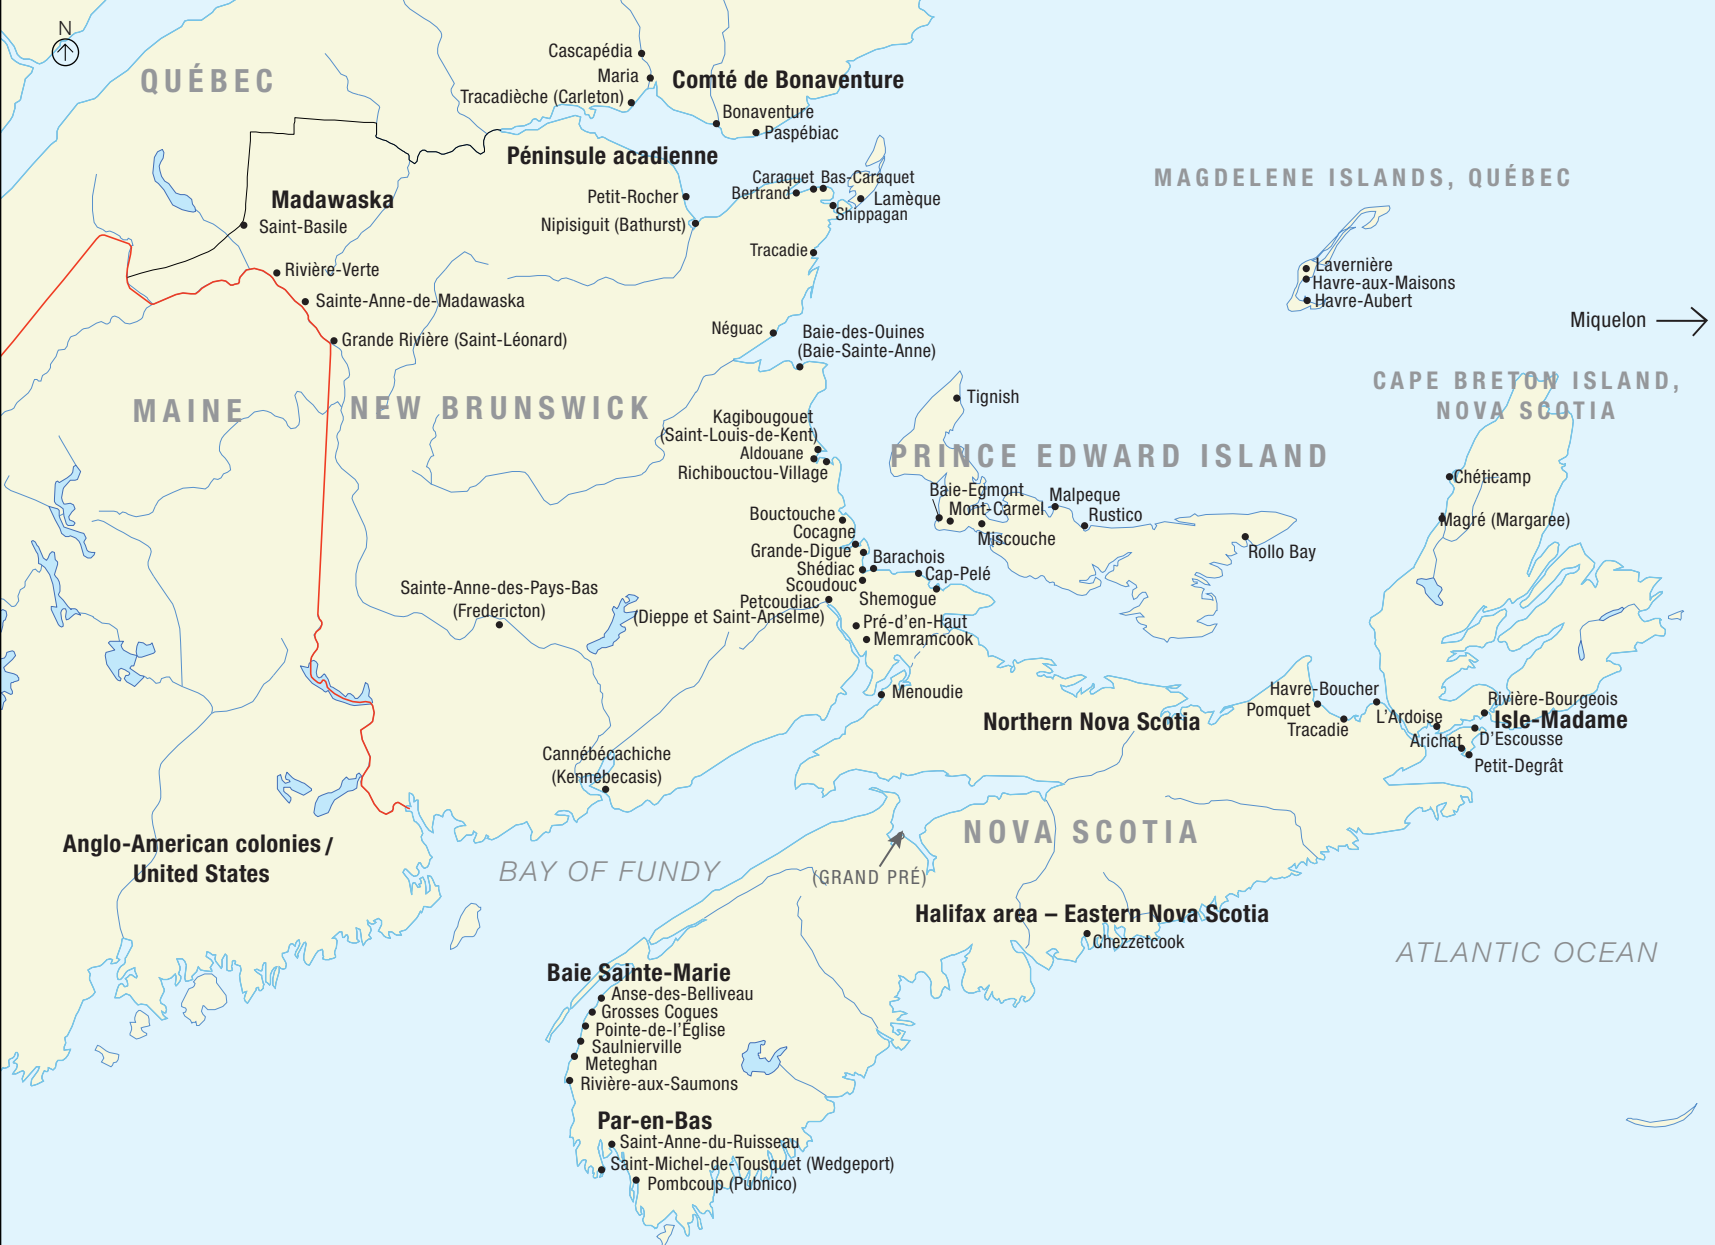 N
QUÉBEC
Cascapédia
Maria
Tracadièche (Carleton)
Comté de Bonaventure
Bonaventure
Paspébiac
Péninsule acadienne
Madawaska
Saint-Basile
Petit-Rocher
Nipisiguit (Bathurst)
Caraquet
Bas-Caraquet
Bertrand
Lamèque
Shippagan
Tracadie
MAGDELENE ISLANDS, QUÉBEC
Lavernière
Havre-aux-Maisons
Havre-Aubert
Miquelon
Rivière-Verte
Sainte-Anne-de-Madawaska
Grande Rivière (Saint-Léonard)
Néguac
Baie-des-Ouines
(Baie-Sainte-Anne)
CAPE BRETON ISLAND,
NOVA SCOTIA
MAINE
NEW BRUNSWICK
Tignish
Kagibougouet
(Saint-Louis-de-Kent)
Aldouane
Richibouctou-Village
PRINCE EDWARD ISLAND
Chéticamp
Magré (Margaree)
Baie-Egmont
Mont-Carmel
Miscouche
Malpeque
Rustico
Rollo Bay
Bouctouche
Cocagne
Grande-Digue
Barachois
Shédiac
Cap-Pelé
Scoudouc
Shemogue
Petcoudiac
(Dieppe et Saint-Anselme)
Pré-d'en-Haut
Memramcook
Sainte-Anne-des-Pays-Bas
(Fredericton)
Menoudie
Northern Nova Scotia
Havre-Boucher
Pomquet
Tracadie
L'Ardoise
Rivière-Bourgeois
Isle-Madame
Arichat
D'Escousse
Petit-Degrât
Cannébécachiche
(Kennebecasis)
Anglo-American colonies /
United States
BAY OF FUNDY
NOVA SCOTIA
(GRAND PRÉ)
Halifax area – Eastern Nova Scotia
Chezzetcook
ATLANTIC OCEAN
Baie Sainte-Marie
Anse-des-Belliveau
Grosses Coques
Pointe-de-l'Église
Saulnierville
Meteghan
Rivière-aux-Saumons
Par-en-Bas
Saint-Anne-du-Ruisseau
Saint-Michel-de-Tousquet (Wedgeport)
Pombcoup (Pubnico)